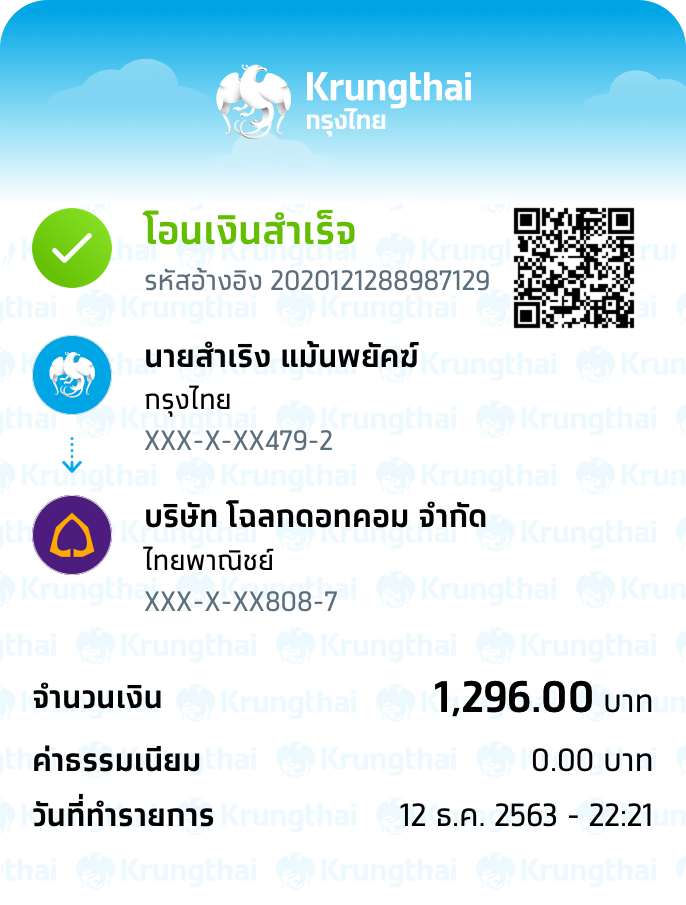 Krungthai
กรุงไทย
โอนเงินสำเร็จ
รหัสอ้างอิง 2020121288987129
นายสำเริง แม้นพยัคฆ์
กรุงไทย
XXX-X-XX479-2
บริษัท โฉลกดอทคอม จำกัด
ไทยพาณิชย์
XXX-X-XX808-7
จำนวนเงิน 1,296.00 บาท
ค่าธรรมเนียม 0.00 บาท
วันที่ทำรายการ 12 ธ.ค. 2563 - 22:21